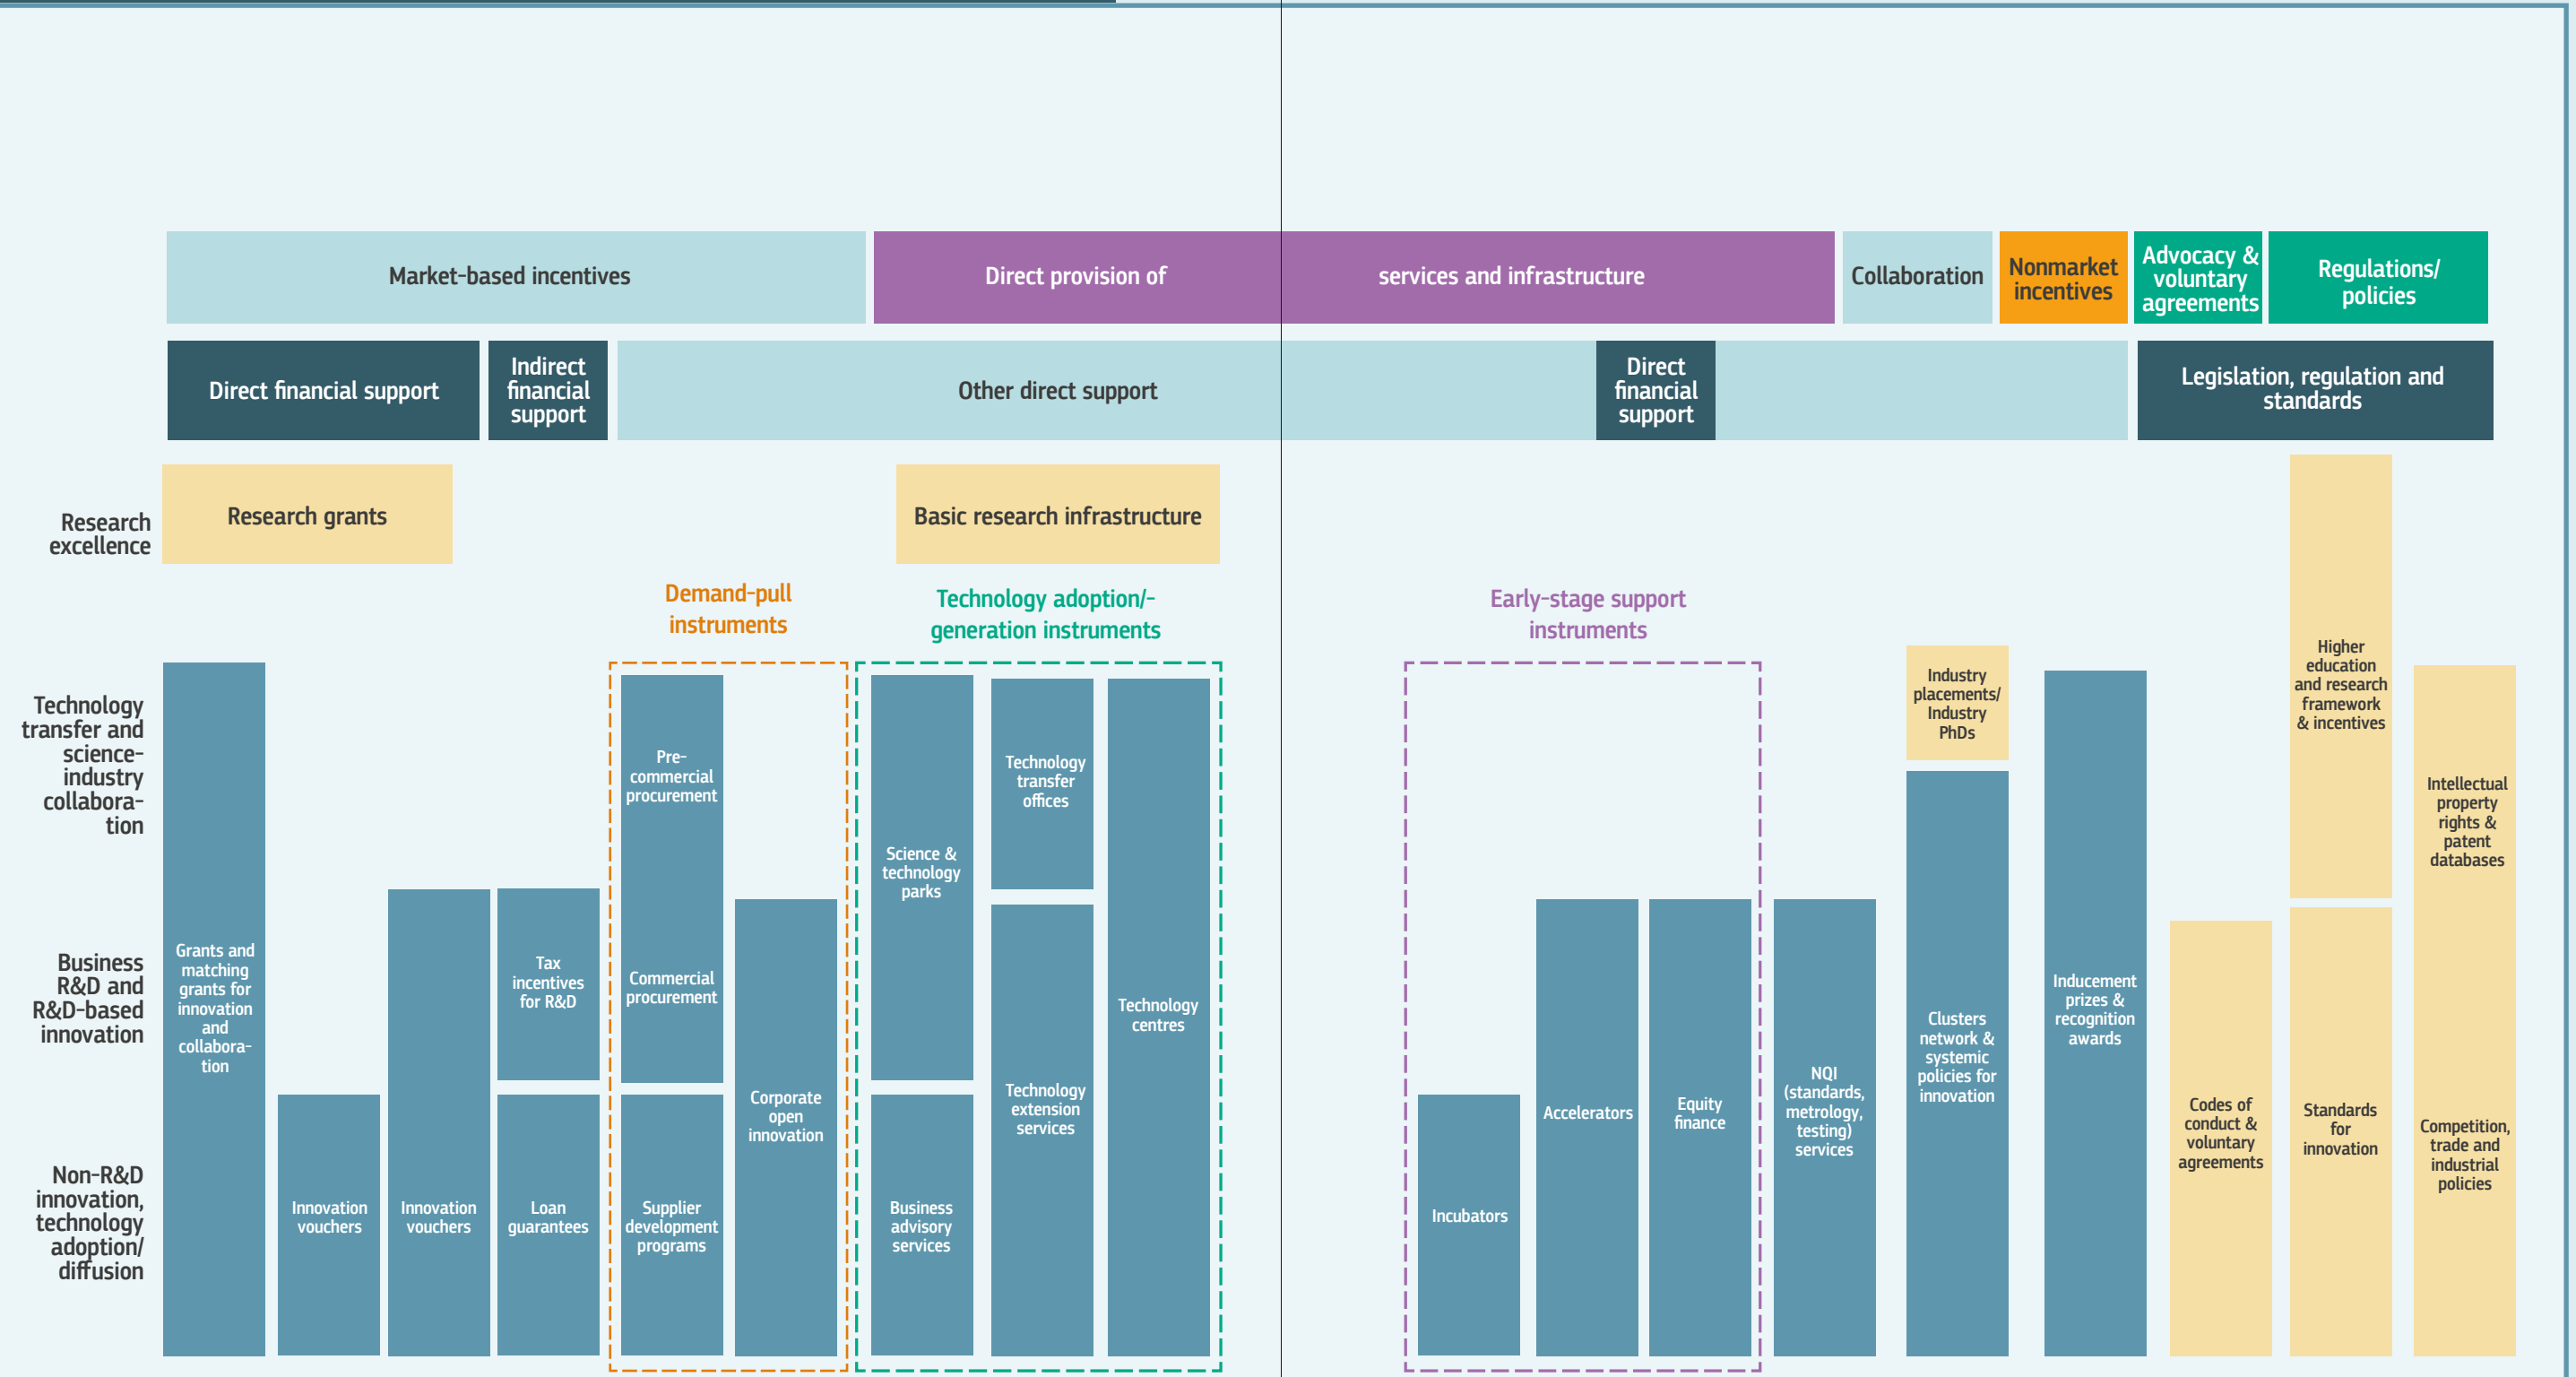 Market-based incentives
Direct provision of
services and infrastructure
Collaboration
Nonmarket
incentives
Advocacy &
voluntary
agreements
Regulations/
policies
Direct financial support
Indirect
financial
support
Other direct support
Direct
financial
support
Legislation, regulation and
standards
Research
excellence
Research grants
Basic research infrastructure
Demand-pull
instruments
Technology adoption/-
generation instruments
Early-stage support
instruments
Technology
transfer and
science-
industry
collabora-
tion
Business
R&D and
R&D-based
innovation
Non-R&D
innovation,
technology
adoption/
diffusion
Grants and
matching
grants for
innovation
and
collabora-
tion
Innovation
vouchers
Innovation
vouchers
Tax
incentives
for R&D
Loan
guarantees
Pre-
commercial
procurement
Commercial
procurement
Supplier
development
programs
Corporate
open
innovation
Science &
technology
parks
Business
advisory
services
Technology
transfer
offices
Technology
extension
services
Technology
centres
Incubators
Accelerators
Equity
finance
NQI
(standards,
metrology,
testing)
services
Industry
placements/
Industry
PhDs
Clusters
network &
systemic
policies for
innovation
Inducement
prizes &
recognition
awards
Codes of
conduct &
voluntary
agreements
Higher
education
and research
framework
& incentives
Standards
for
innovation
Intellectual
property
rights &
patent
databases
Competition,
trade and
industrial
policies